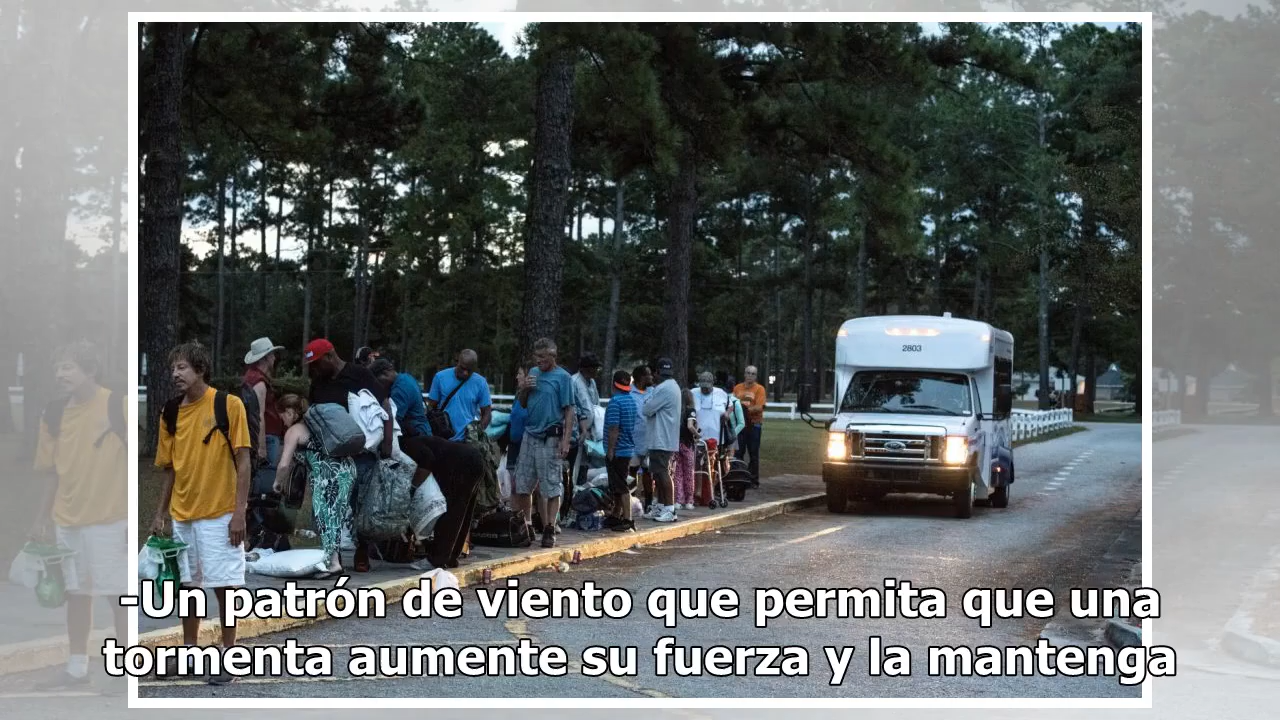 2803
-Un patrón de viento que permita que una
tormenta aumente su fuerza y la mantenga